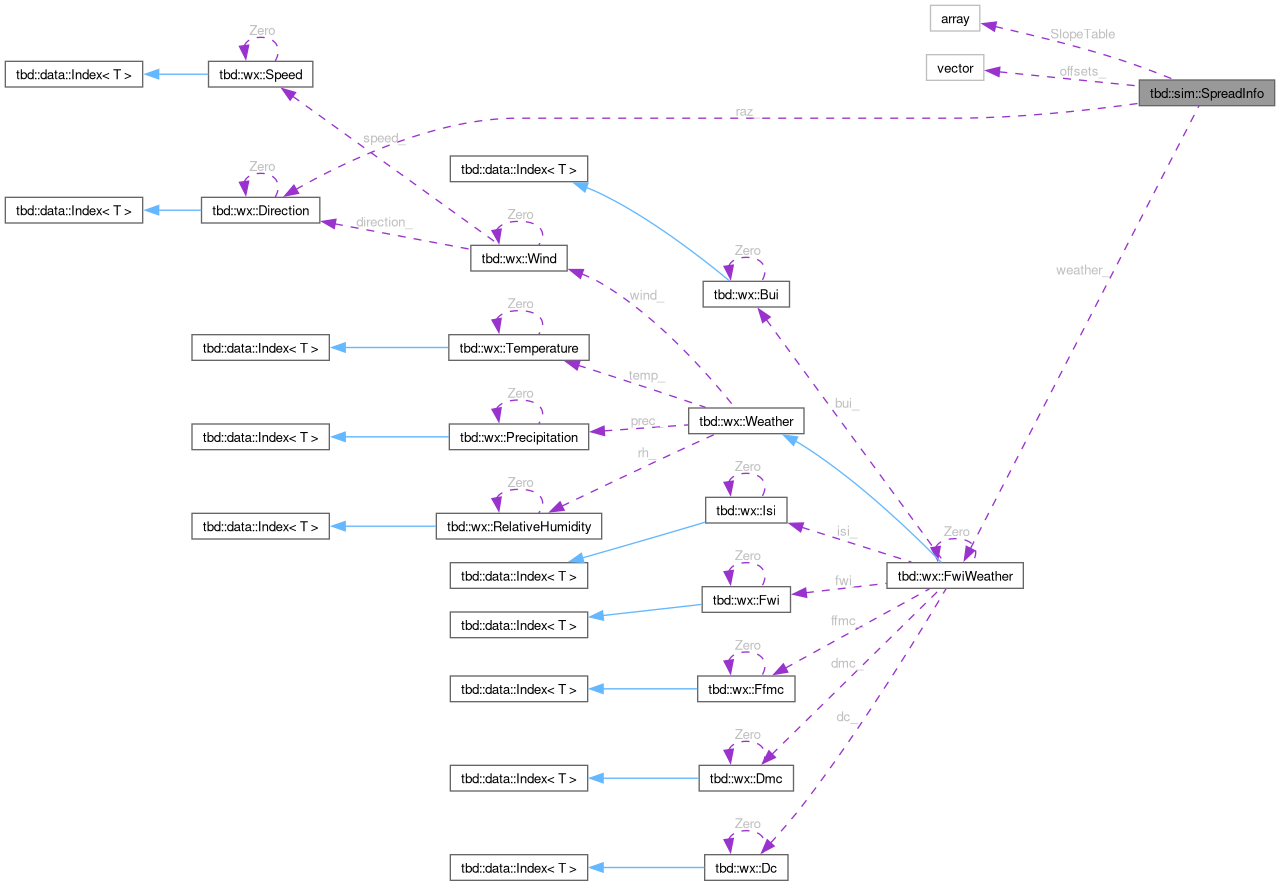 array
SlopeTable
Zero
tbd::data::Index< T >
tbd::wx::Speed
vector
offsets_
tbd::sim::SpreadInfo
raz
speed_
Zero
tbd::data::Index< T >
tbd::data::Index< T >
tbd::wx::Direction
direction_
Zero
tbd::wx::Wind
Zero
tbd::wx::Bui
weather_
wind_
Zero
tbd::data::Index< T >
tbd::wx::Temperature
temp_
Zero
bui_
prec_
tbd::wx::Weather
tbd::data::Index< T >
tbd::wx::Precipitation
rh_
Zero
Zero
tbd::wx::Isi
tbd::data::Index< T >
tbd::wx::RelativeHumidity
isi_
Zero
Zero
tbd::data::Index< T >
fwi_
tbd::wx::FwiWeather
tbd::wx::Fwi
tbd::data::Index< T >
ffmc_
Zero
dmc_
tbd::data::Index< T >
tbd::wx::Ffmc
dc_
Zero
tbd::data::Index< T >
tbd::wx::Dmc
Zero
tbd::data::Index< T >
tbd::wx::Dc